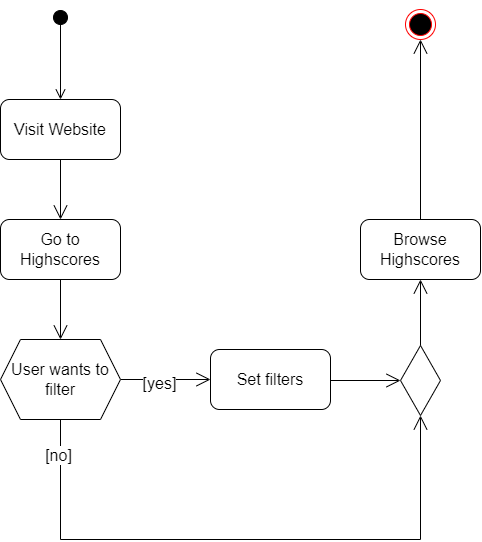 Visit Website
Go to
Highscores
Browse
Highscores
User wants to
filter
[yes]
Set filters
[no]